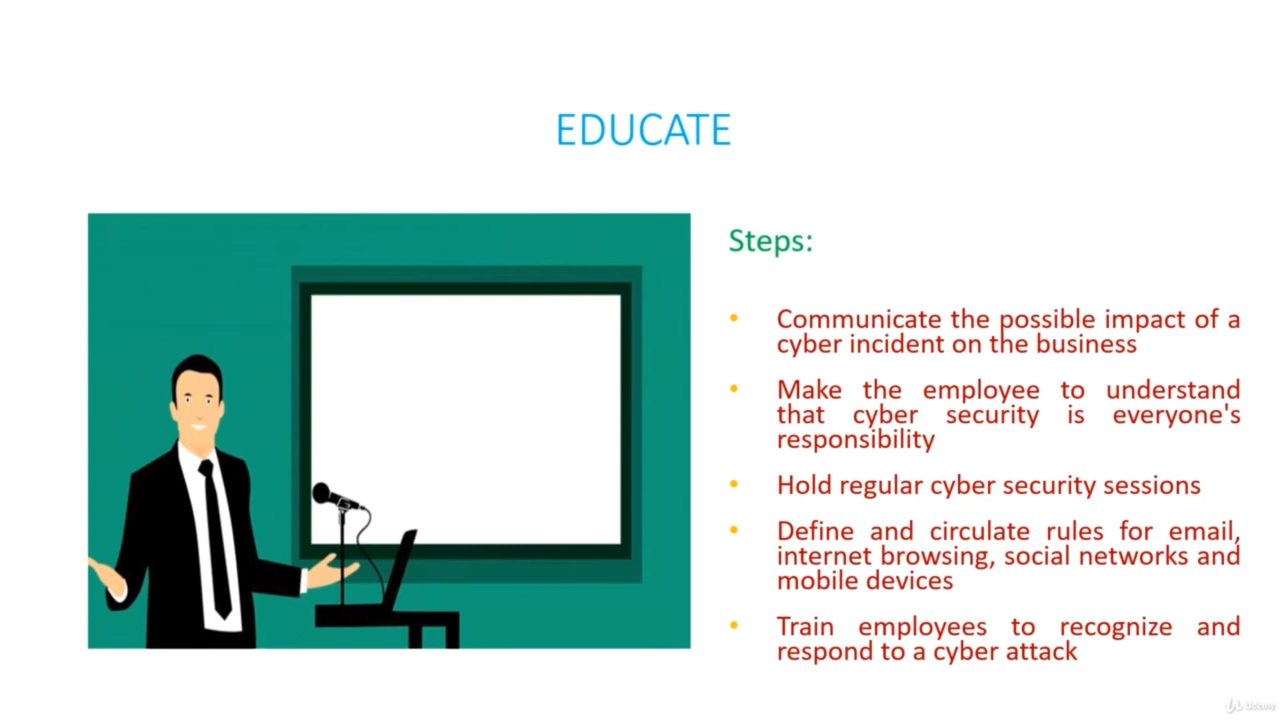 EDUCATE
Steps:
• Communicate the possible impact of a
cyber incident on the business
• Make the employee to understand
that cyber security is everyone's
responsibility
• Hold regular cyber security sessions
• Define and circulate rules for email,
internet browsing, social networks and
mobile devices
• Train employees to recognize and
respond to a cyber attack
Udemy